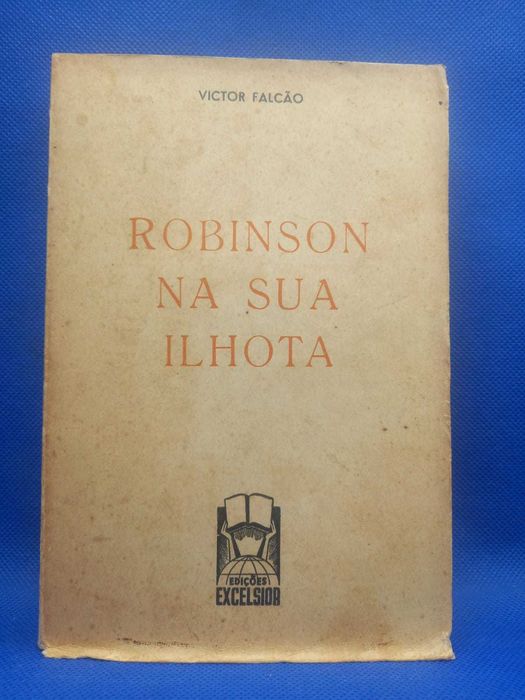 VICTOR FALCÃO
ROBINSON
NA SUA
ILHOTA
EDIÇÕES
EXCELSIOR